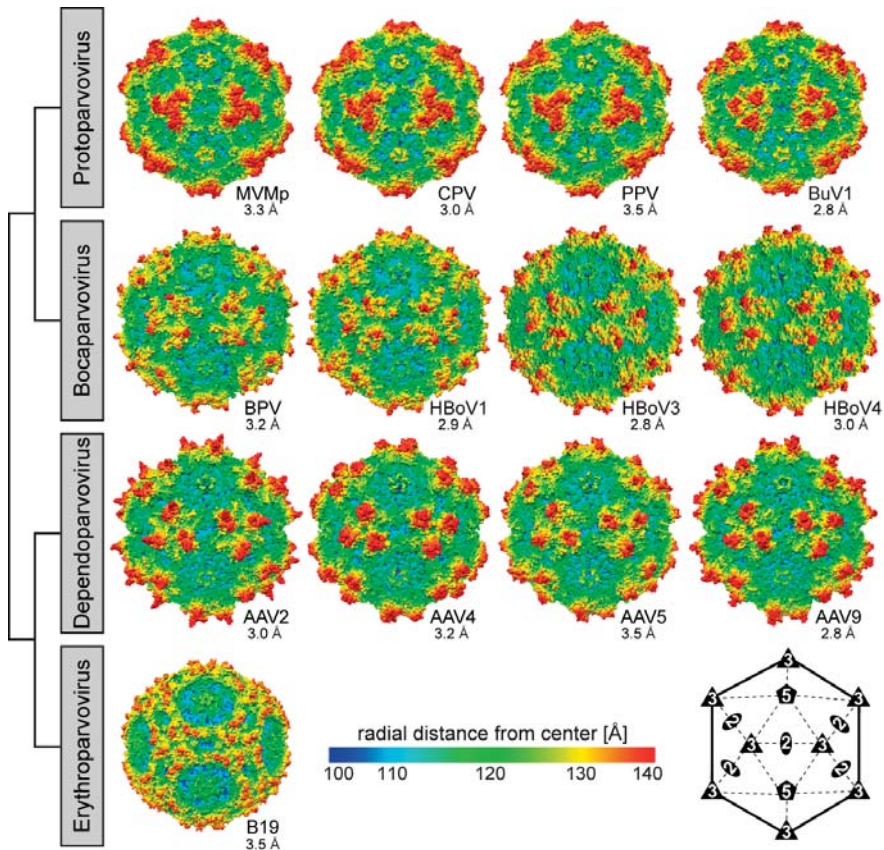 Protoparvovirus
MVMp
3.3 Å
CPV
3.0 Å
PPV
3.5 Å
BuV1
2.8 Å
Bocaparvovirus
BPV
3.2 Å
HBoV1
2.9 Å
HBoV3
2.8 Å
HBoV4
3.0 Å
Dependoparvovirus
AAV2
3.0 Å
AAV4
3.2 Å
AAV5
3.5 Å
AAV9
2.8 Å
Erythroparvovirus
B19
3.5 Å
radial distance from center [Å]
100 110 120 130 140
3
3 5 3
2 2
3 2 3
2 2
3 5 3
3